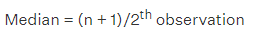 Median = (n + 1)/2th observation